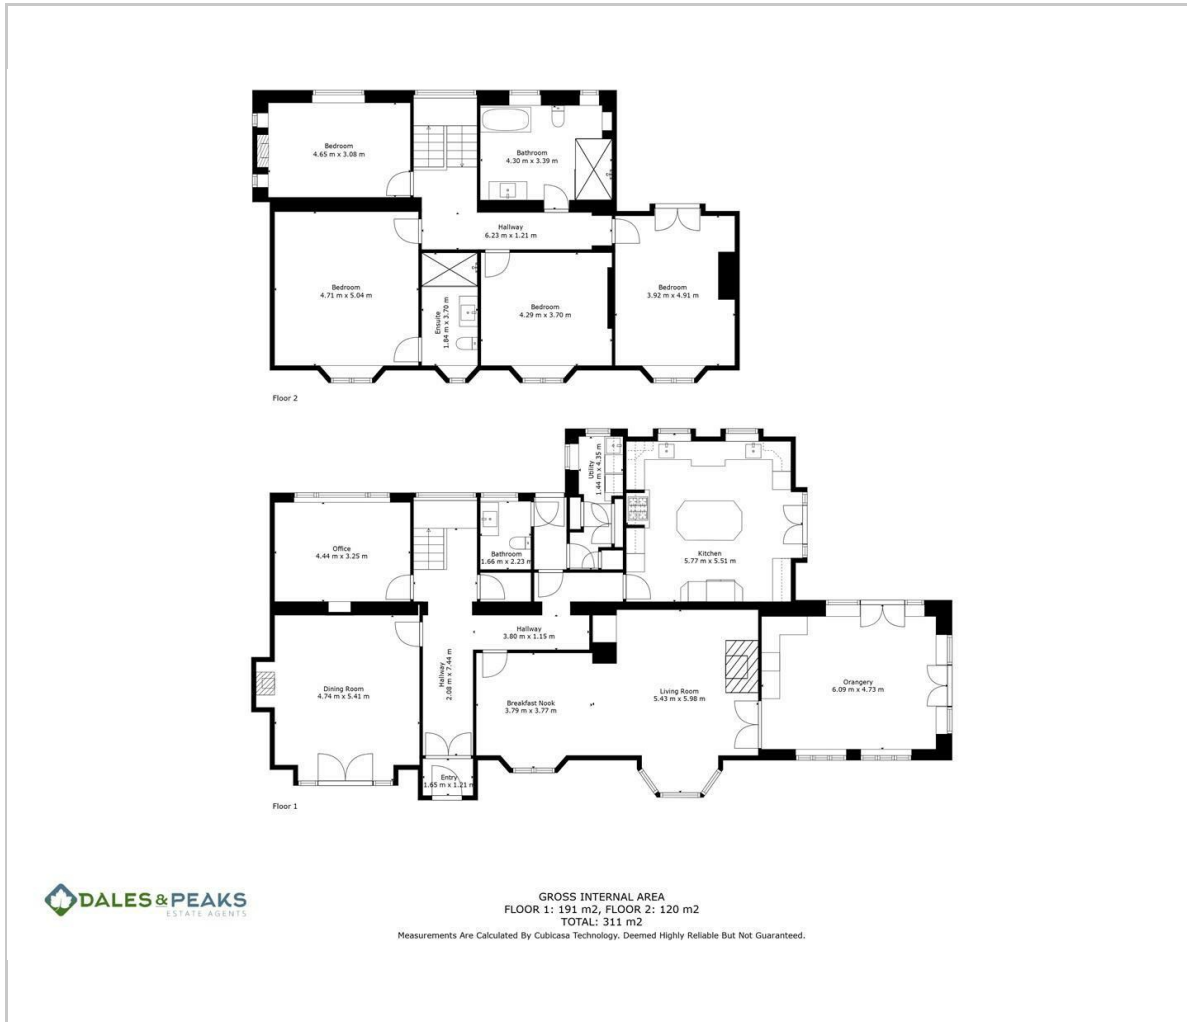 Bedroom
4.65 m x 3.08 m
Bathroom
4.30 m x 3.39 m
Hallway
6.23 m x 1.21 m
Bedroom
4.71 m x 5.04 m
Ensuite
1.84 m x 3.70 m
Bedroom
4.29 m x 3.70 m
Bedroom
3.92 m x 4.91 m
Floor 2
Utility
1.44 m x 4.35 m
Office
4.44 m x 3.25 m
Bathroom
1.66 m x 2.23 m
Kitchen
5.77 m x 5.51 m
Hallway
3.80 m x 1.15 m
Hallway
2.08 m x 7.44 m
Dining Room
4.74 m x 5.41 m
Breakfast Nook
3.79 m x 3.77 m
Living Room
5.43 m x 5.98 m
Orangery
6.09 m x 4.73 m
Entry
1.65 m x 1.21 m
Floor 1
DALES & PEAKS
ESTATE AGENTS
GROSS INTERNAL AREA
FLOOR 1: 191 m2, FLOOR 2: 120 m2
TOTAL: 311 m2
Measurements Are Calculated By Cubicasa Technology. Deemed Highly Reliable But Not Guaranteed.